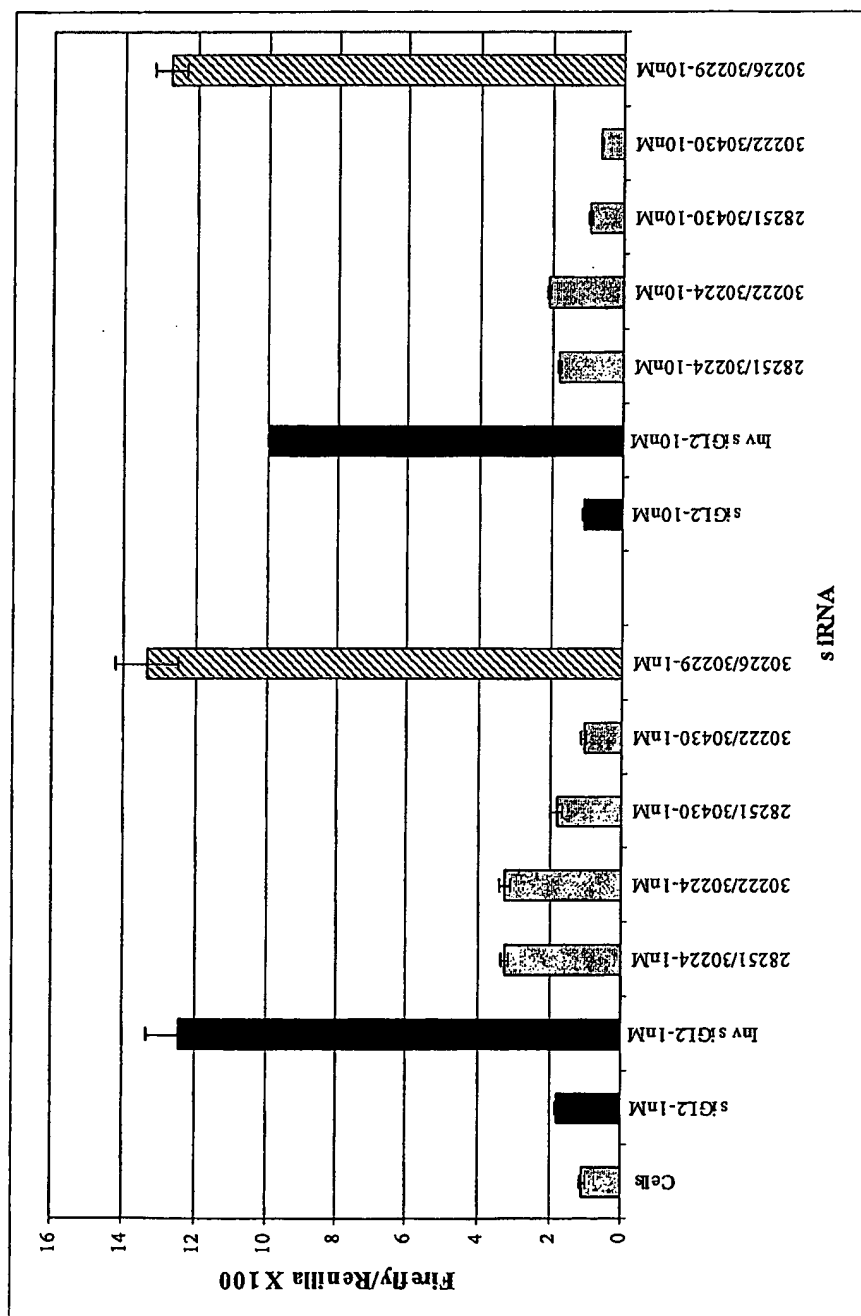 Firefly/Renilla X 100
16
14
12
10
8
6
4
2
0
Cells
siGL2-1nM
Inv siGL2-1nM
28251/30224-1nM
30222/30224-1nM
28251/30430-1nM
30222/30430-1nM
30226/30229-1nM
siGL2-10nM
Inv siGL2-10nM
28251/30224-10nM
30222/30224-10nM
28251/30430-10nM
30222/30430-10nM
30226/30229-10nM
siRNA